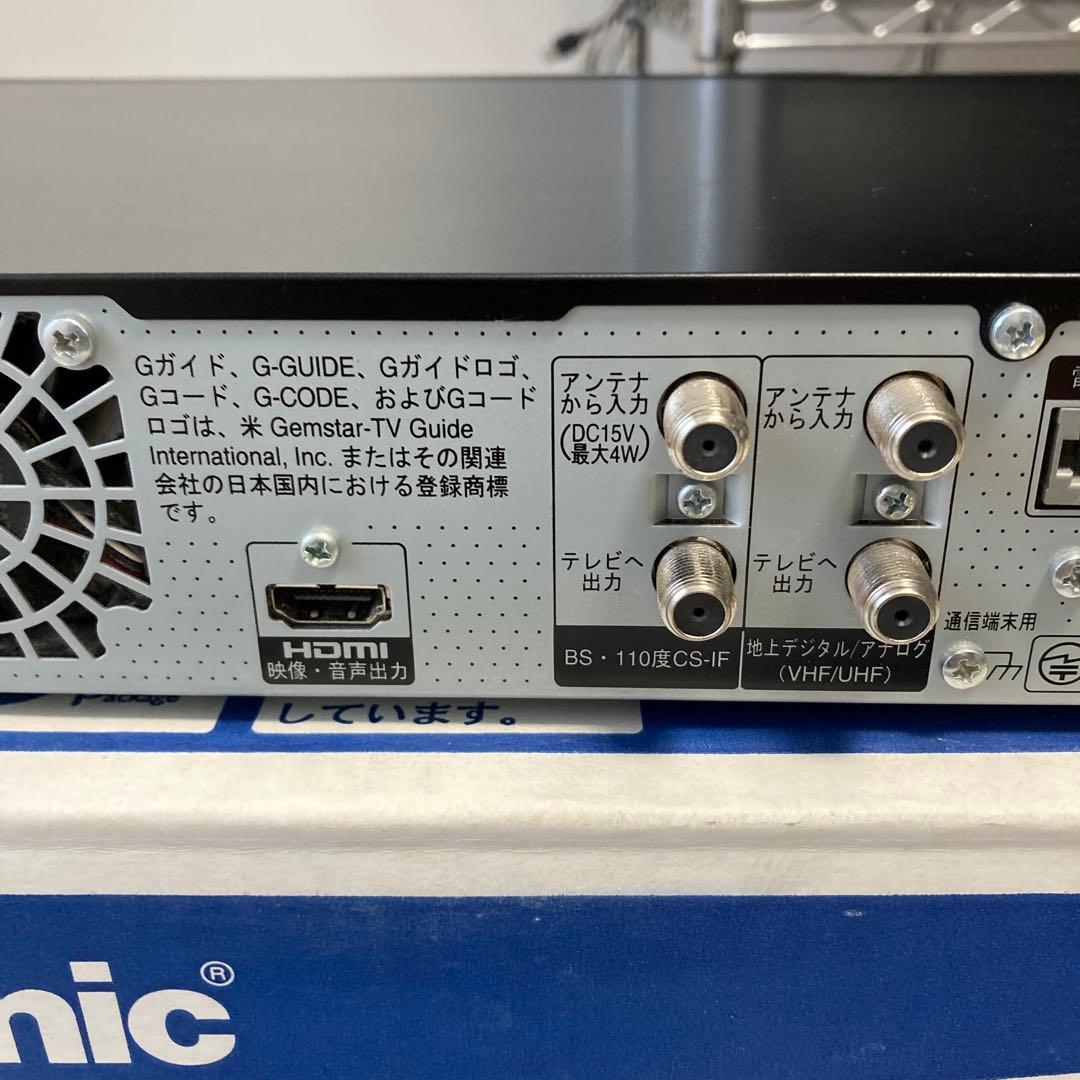 Gガイド、G-GUIDE、Gガイドロゴ、
Gコード、G-CODE、およびGコード
ロゴは、米 Gemstar-TV Guide
International, Inc. またはその関連
会社の日本国内における登録商標
です。
HDMI
映像・音声出力
アンテナ
から入力
(DC15V
最大4W)
テレビへ
出力
BS・110度CS-IF
アンテナ
から入力
テレビへ
出力
地上デジタル/アナログ
(VHF/UHF)
通信端末用
しています。
nic®